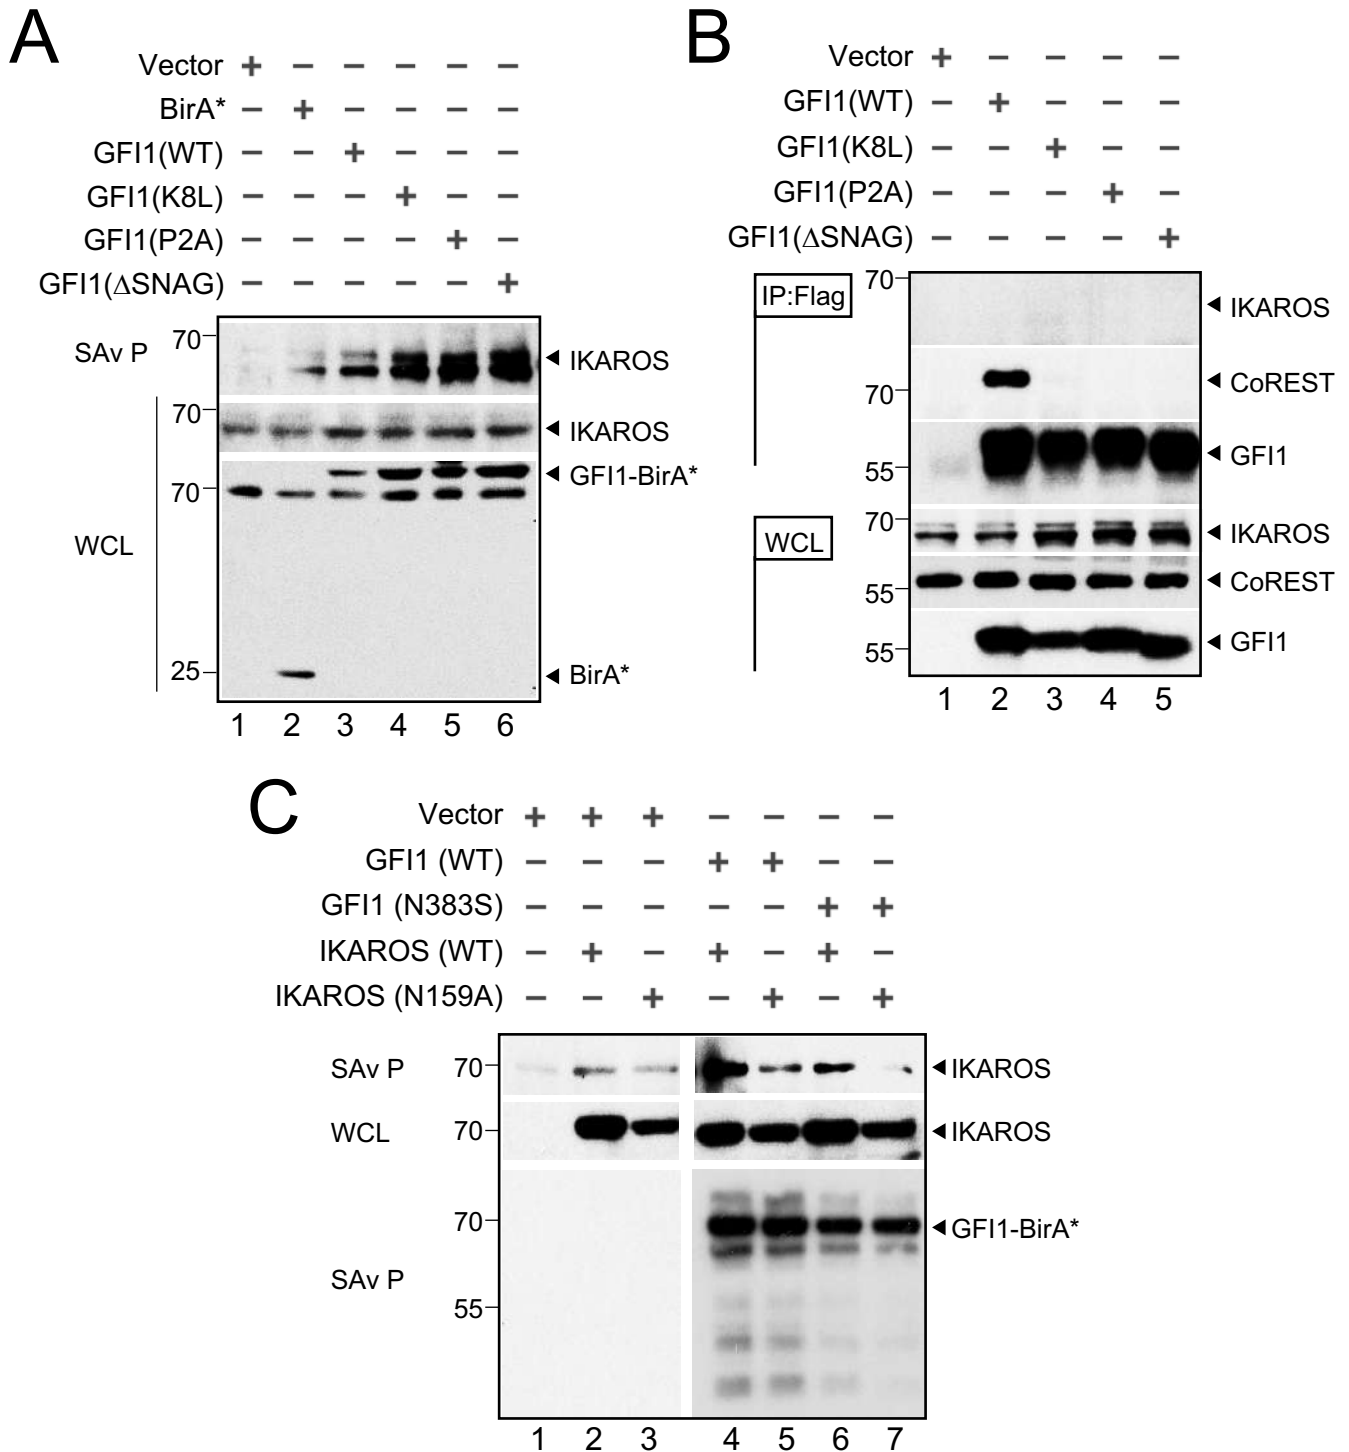 A
Vector + − − − − −
BirA* − + − − − −
GFI1(WT) − − + − − −
GFI1(K8L) − − − + − −
GFI1(P2A) − − − − + −
GFI1(ΔSNAG) − − − − − +
SAv P 70 IKAROS
70 IKAROS
GFI1-BirA*
70
WCL
25 BirA*
1 2 3 4 5 6
B
Vector + − − − −
GFI1(WT) − + − − −
GFI1(K8L) − − + − −
GFI1(P2A) − − − + −
GFI1(ΔSNAG) − − − − +
IP:Flag 70 IKAROS
70 CoREST
55 GFI1
WCL 70 IKAROS
55 CoREST
55 GFI1
1 2 3 4 5
C
Vector + + + − − − −
GFI1 (WT) − − − + + − −
GFI1 (N383S) − − − − − + +
IKAROS (WT) − + − + − + −
IKAROS (N159A) − − + − + − +
SAv P 70 IKAROS
WCL 70 IKAROS
70 GFI1-BirA*
SAv P
55
1 2 3 4 5 6 7